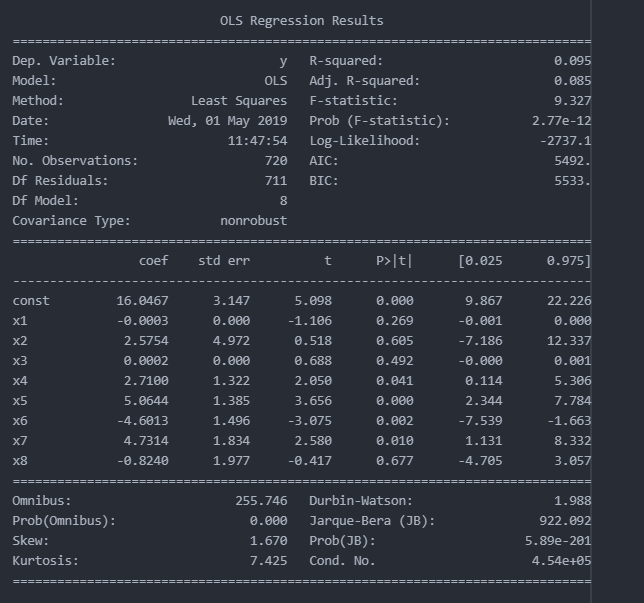 OLS Regression Results
==============================================================================
Dep. Variable: y R-squared: 0.095
Model: OLS Adj. R-squared: 0.085
Method: Least Squares F-statistic: 9.327
Date: Wed, 01 May 2019 Prob (F-statistic): 2.77e-12
Time: 11:47:54 Log-Likelihood: -2737.1
No. Observations: 720 AIC: 5492.
Df Residuals: 711 BIC: 5533.
Df Model: 8
Covariance Type: nonrobust
==============================================================================
coef std err t P>|t| [0.025 0.975]
------------------------------------------------------------------------------
const 16.0467 3.147 5.098 0.000 9.867 22.226
x1 -0.0003 0.000 -1.106 0.269 -0.001 0.000
x2 2.5754 4.972 0.518 0.605 -7.186 12.337
x3 0.0002 0.000 0.688 0.492 -0.000 0.001
x4 2.7100 1.322 2.050 0.041 0.114 5.306
x5 5.0644 1.385 3.656 0.000 2.344 7.784
x6 -4.6013 1.496 -3.075 0.002 -7.539 -1.663
x7 4.7314 1.834 2.580 0.010 1.131 8.332
x8 -0.8240 1.977 -0.417 0.677 -4.705 3.057
==============================================================================
Omnibus: 255.746 Durbin-Watson: 1.988
Prob(Omnibus): 0.000 Jarque-Bera (JB): 922.092
Skew: 1.670 Prob(JB): 5.89e-201
Kurtosis: 7.425 Cond. No. 4.54e+05
==============================================================================